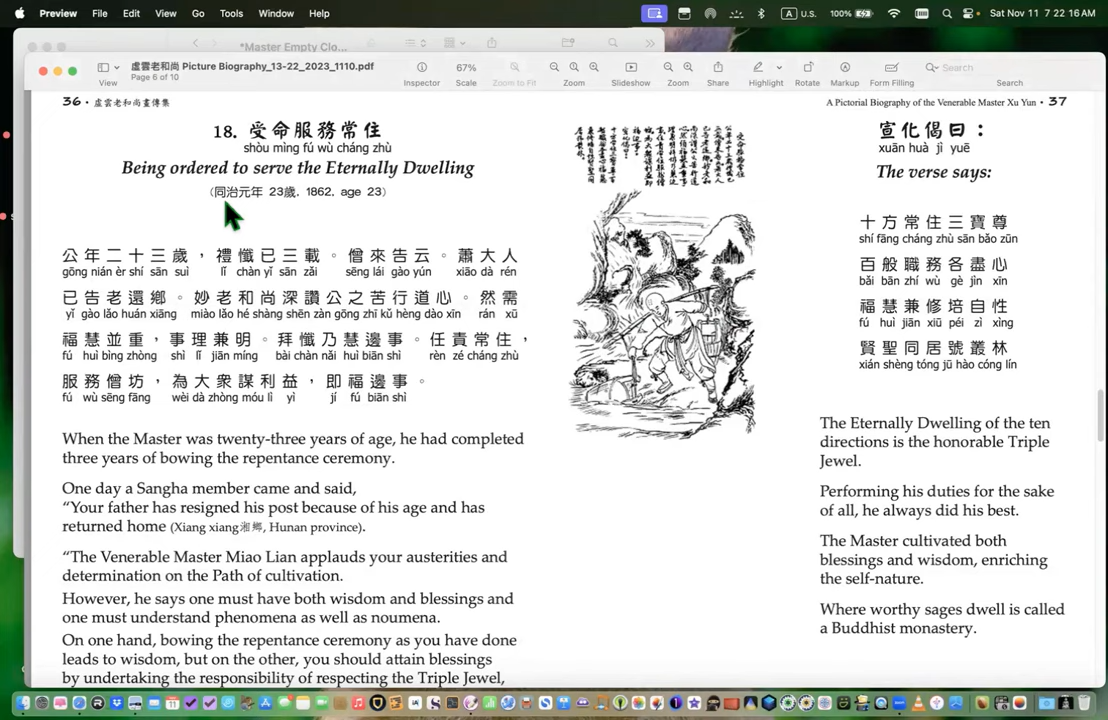 Preview File Edit View Go Tools Window Help A U.S. 100% Sat Nov 11 7 22 16 AM
*Master Empty Clo...
虛雲老和尚畫傳集 Picture Biography_13-22_2023_1110.pdf
Page 6 of 10
View Inspector 67% Scale Zoom to Fit Zoom Slideshow Zoom Share Highlight Rotate Markup Form Filling Search Search
36 • 虛雲老和尚畫傳集
18. 受命服務常住
shòu mìng fú wù cháng zhù
Being ordered to serve the Eternally Dwelling
(同治元年 23歲, 1862, age 23)
公年二十三歲，禮懺已三載。僧來告云。蕭大人
gōng nián èr shí sān suì lǐ chàn yǐ sān zǎi sēng lái gào yún xiāo dà rén
已告老還鄉。妙老和尚深讚公之苦行道心。然需
yǐ gào lǎo huán xiāng miào lǎo hé shàng shēn zàn gōng zhī kǔ hèng dào xīn rán xū
福慧並重，事理兼明。拜懺乃慧邊事。任責常住，
fú huì bìng zhòng shì lǐ jiān míng bài chàn nǎi huì biān shì rèn zé cháng zhù
服務僧坊，為大衆謀利益，即福邊事。
fú wù sēng fāng wèi dà zhòng móu lì yì jí fú biān shì
When the Master was twenty-three years of age, he had completed
three years of bowing the repentance ceremony.
One day a Sangha member came and said,
“Your father has resigned his post because of his age and has
returned home (Xiang xiang湘鄉, Hunan province).
“The Venerable Master Miao Lian applauds your austerities and
determination on the Path of cultivation.
However, he says one must have both wisdom and blessings and
one must understand phenomena as well as noumena.
On one hand, bowing the repentance ceremony as you have done
leads to wisdom, but on the other, you should attain blessings
by undertaking the responsibility of respecting the Triple Jewel,
A Pictorial Biography of the Venerable Master Xu Yun • 37
宣化偈曰：
xuān huà jì yuē
The verse says:
十方常住三寶尊
shí fāng cháng zhù sān bǎo zūn
百般職務各盡心
bǎi bān zhí wù gè jìn xīn
福慧兼修培自性
fú huì jiān xiū péi zì xìng
賢聖同居號叢林
xián shèng tóng jū hào cóng lín
The Eternally Dwelling of the ten
directions is the honorable Triple
Jewel.
Performing his duties for the sake
of all, he always did his best.
The Master cultivated both
blessings and wisdom, enriching
the self-nature.
Where worthy sages dwell is called
a Buddhist monastery.